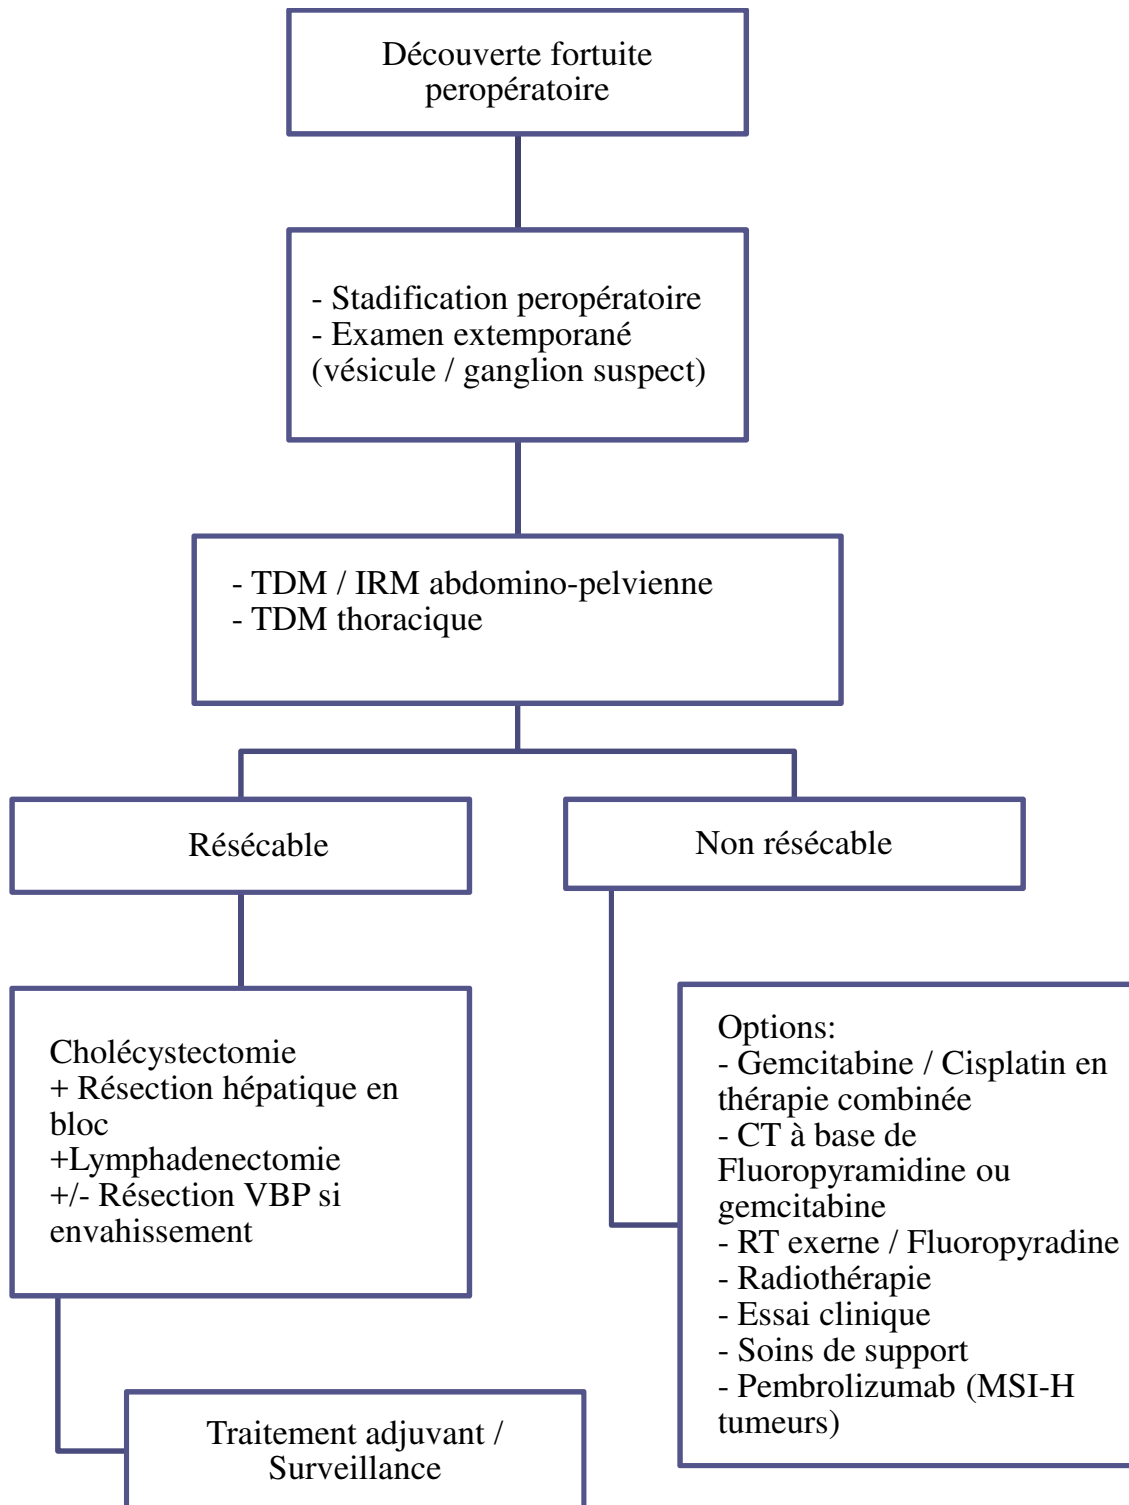 Découverte fortuite
peropératoire
- Stadification peropératoire
- Examen extemporané
(vésicule / ganglion suspect)
- TDM / IRM abdomino-pelvienne
- TDM thoracique
Résécable
Non résécable
Cholécystectomie
+ Résection hépatique en
bloc
+Lymphadenectomie
+/- Résection VBP si
envahissement
Options:
- Gemcitabine / Cisplatin en
thérapie combinée
- CT à base de
Fluoropyramidine ou
gemcitabine
- RT exerne / Fluoropyradine
- Radiothérapie
- Essai clinique
- Soins de support
- Pembrolizumab (MSI-H
tumeurs)
Traitement adjuvant /
Surveillance